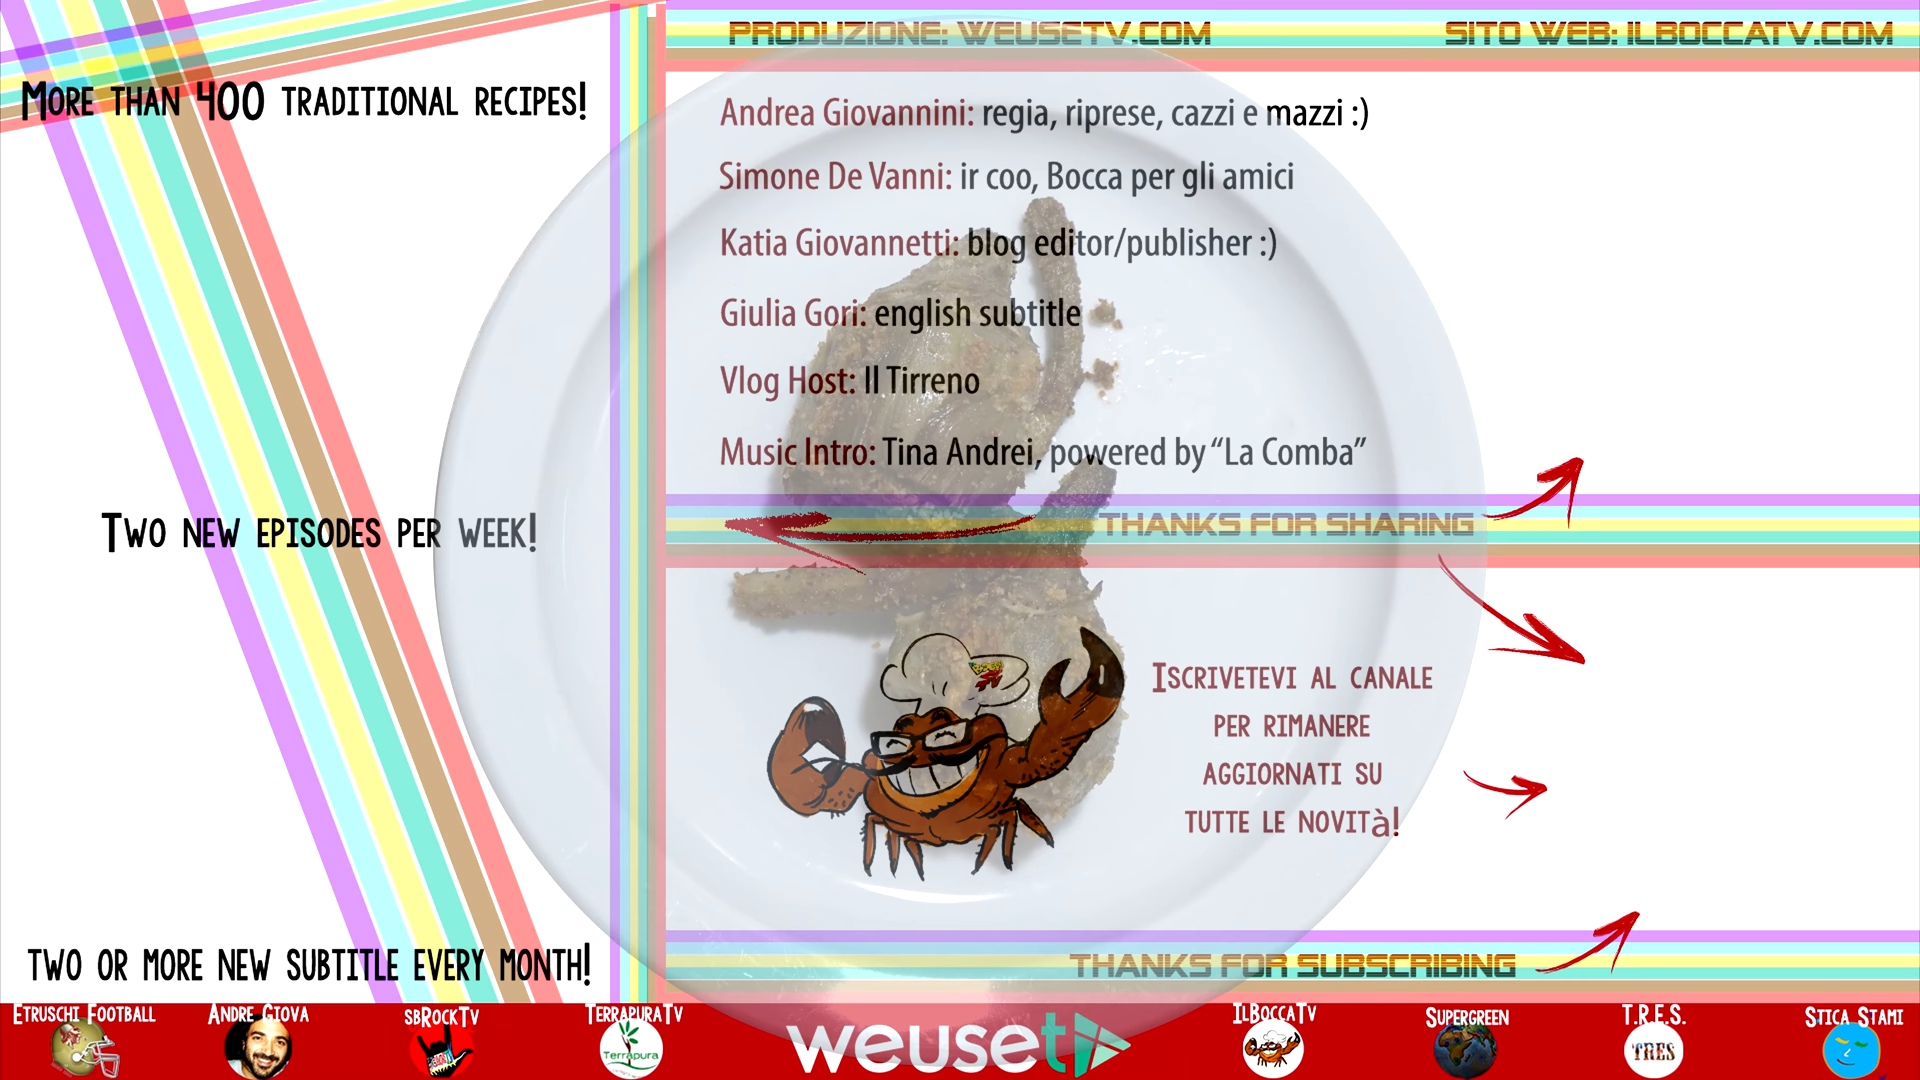 PRODUZIONE: WEUSETV.COM
SITO WEB: ILBOCCATV.COM
More than 400 traditional recipes!
Andrea Giovannini: regia, riprese, cazzi e mazzi :)
Simone De Vanni: ir coo, Bocca per gli amici
Katia Giovannetti: blog editor/publisher :)
Giulia Gori: english subtitle
Vlog Host: Il Tirreno
Music Intro: Tina Andrei, powered by “La Comba”
Two new episodes per week!
THANKS FOR SHARING
Iscrivetevi al canale
per rimanere
aggiornati su
tutte le novità!
two or more new subtitle every month!
THANKS FOR SUBSCRIBING
Etruschi Football
Andre Giova
sbRockTv
TerrapuraTv
Terrapura
weusetv
IlBoccaTv
Supergreen
T.R.E.S.
TRES
Stica Stami